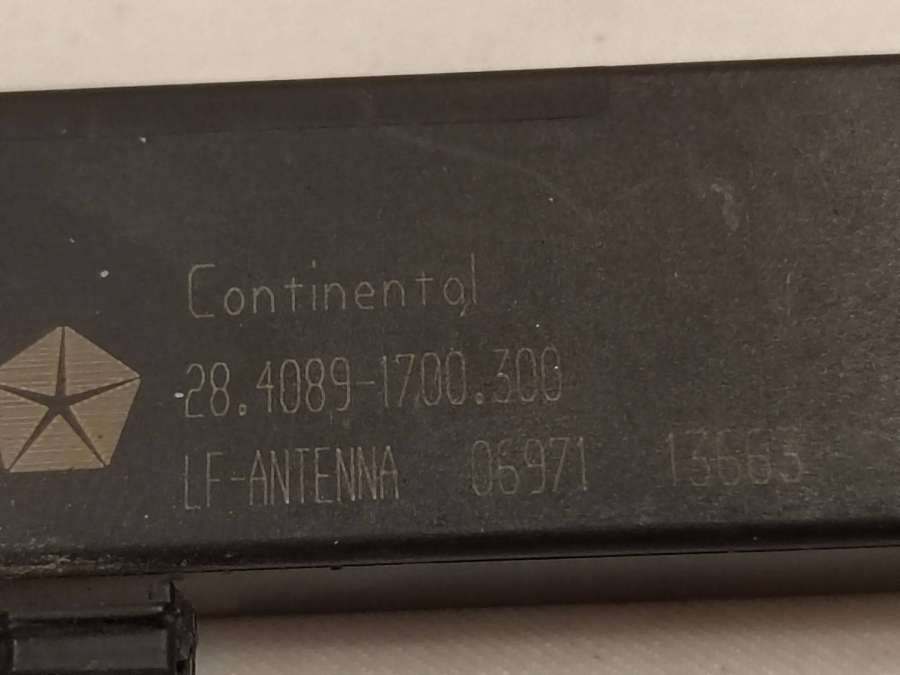 Continental
28.4089-1700.300
LF-ANTENNA 06971 13663